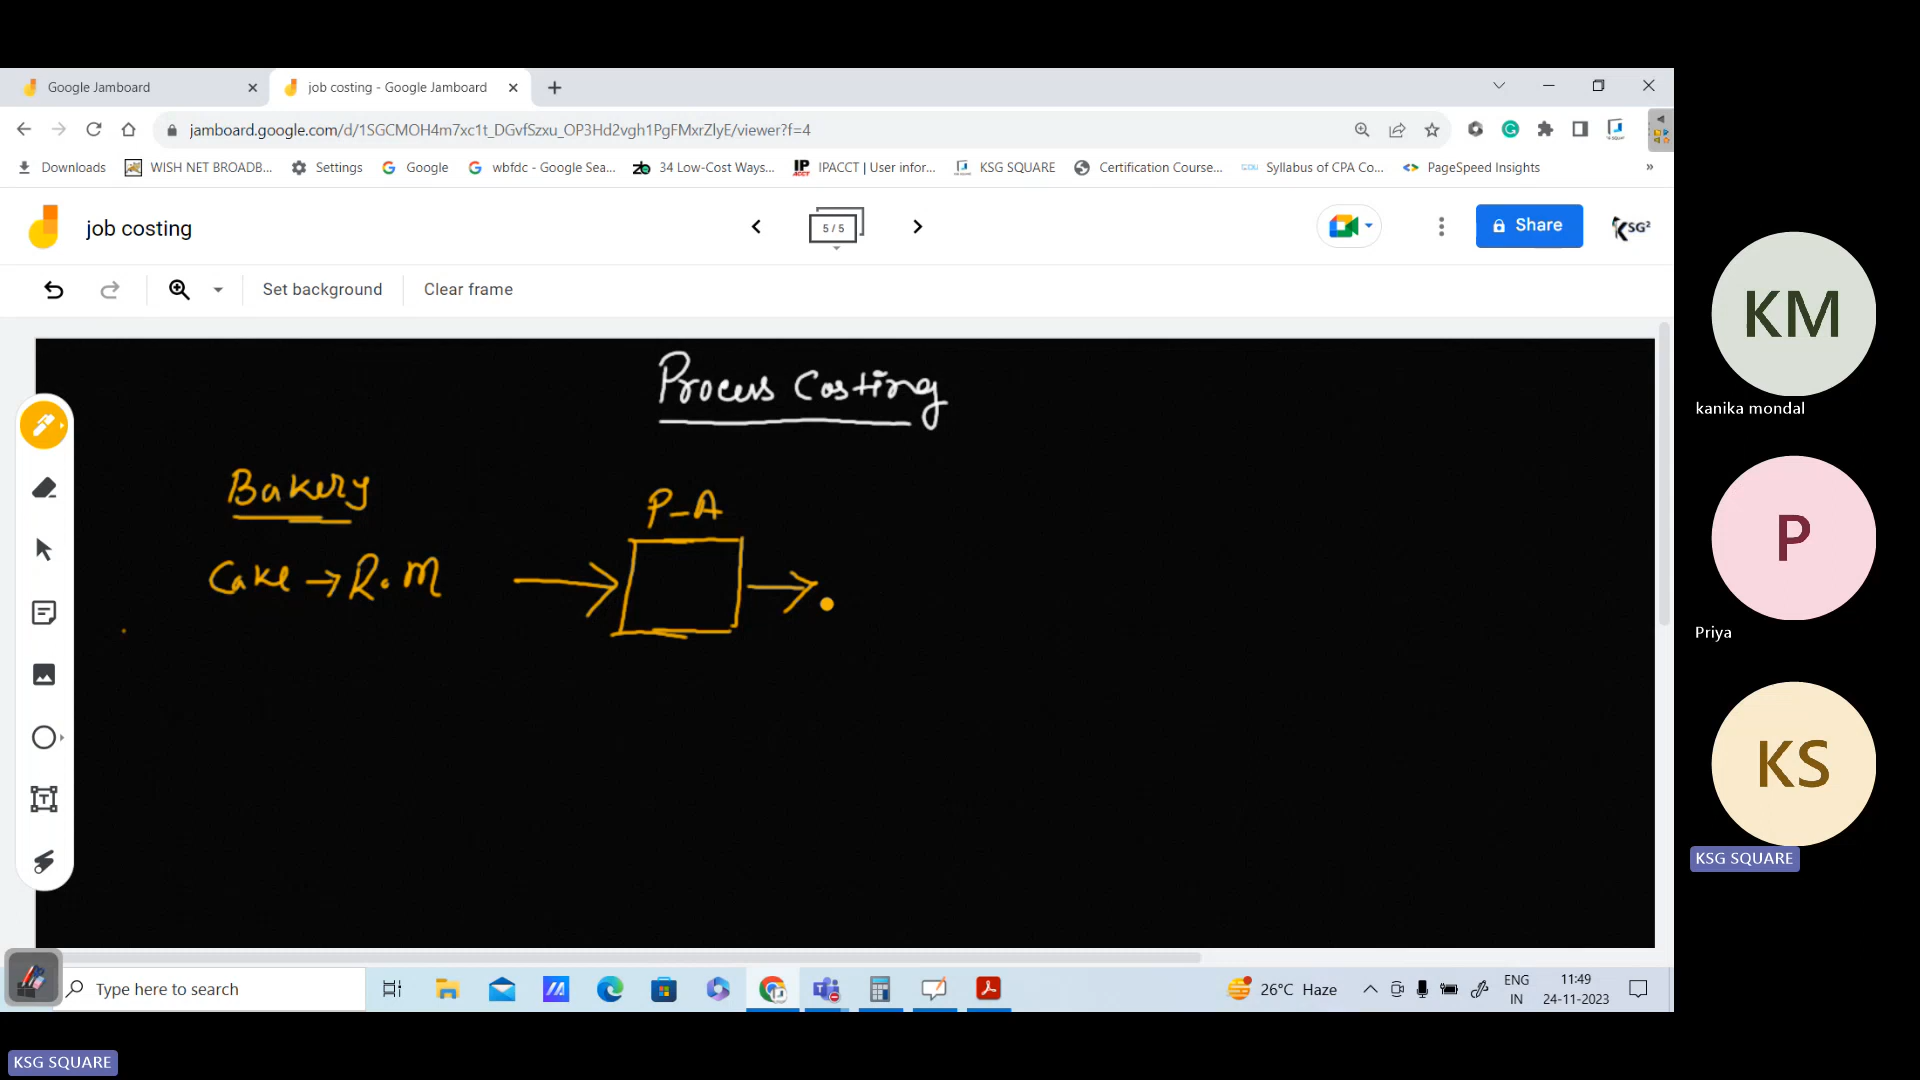 Google Jamboard
job costing - Google Jamboard
jamboard.google.com/d/1SGCMOH4m7xc1t_DGvfSzxu_OP3Hd2vgh1PgFMxrZlyE/viewer?f=4
Downloads WISH NET BROADB... Settings Google wbfdc - Google Sea... 34 Low-Cost Ways... IPACCT | User infor... KSG SQUARE Certification Course... Syllabus of CPA Co... PageSpeed Insights »
job costing
5 / 5
Share
KSG²
Set background Clear frame
Process Costing
Bakery
P-A
Cake → R.M
KM
kanika mondal
P
Priya
KS
KSG SQUARE
Type here to search
26°C Haze
ENG
IN
11:49
24-11-2023
KSG SQUARE